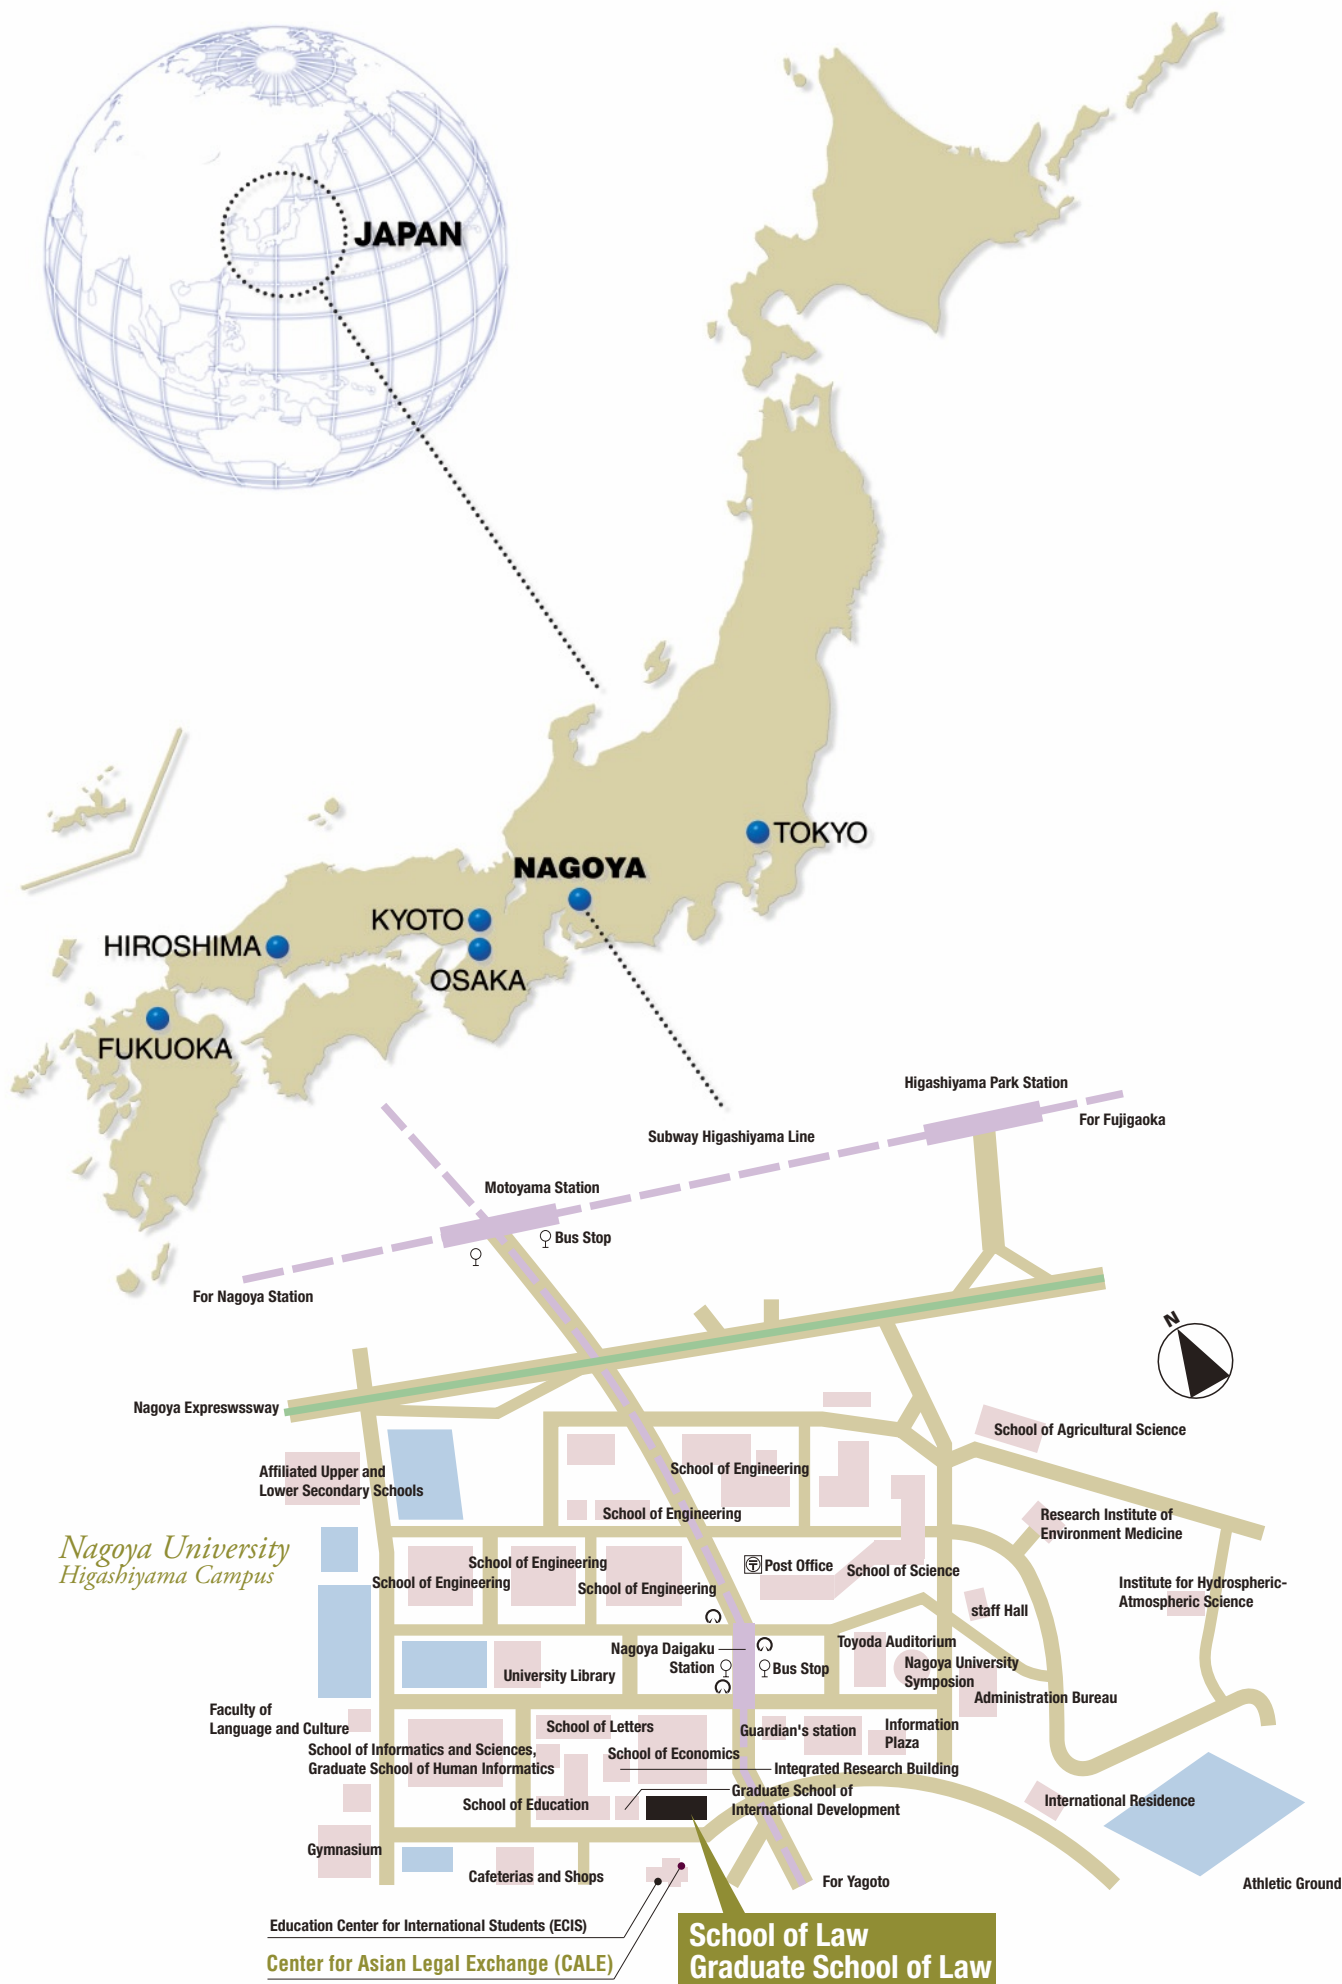 JAPAN
TOKYO
NAGOYA
KYOTO
HIROSHIMA
OSAKA
FUKUOKA
Higashiyama Park Station
For Fujigaoka
Subway Higashiyama Line
Motoyama Station
Bus Stop
For Nagoya Station
N
Nagoya Expreswssway
School of Agricultural Science
Affiliated Upper and
Lower Secondary Schools
School of Engineering
School of Engineering
Research Institute of
Environment Medicine
Nagoya University
Higashiyama Campus
School of Engineering
School of Engineering
School of Engineering
〒 Post Office
School of Science
Institute for Hydrospheric-
Atmospheric Science
staff Hall
Nagoya Daigaku
Station
Bus Stop
Toyoda Auditorium
Nagoya University
Symposion
University Library
Administration Bureau
Faculty of
Language and Culture
School of Letters
Guardian's station
Information
Plaza
School of Informatics and Sciences,
Graduate School of Human Informatics
School of Economics
Inteqrated Research Building
School of Education
Graduate School of
International Development
International Residence
Gymnasium
Cafeterias and Shops
For Yagoto
Athletic Ground
Education Center for International Students (ECIS)
Center for Asian Legal Exchange (CALE)
School of Law
Graduate School of Law